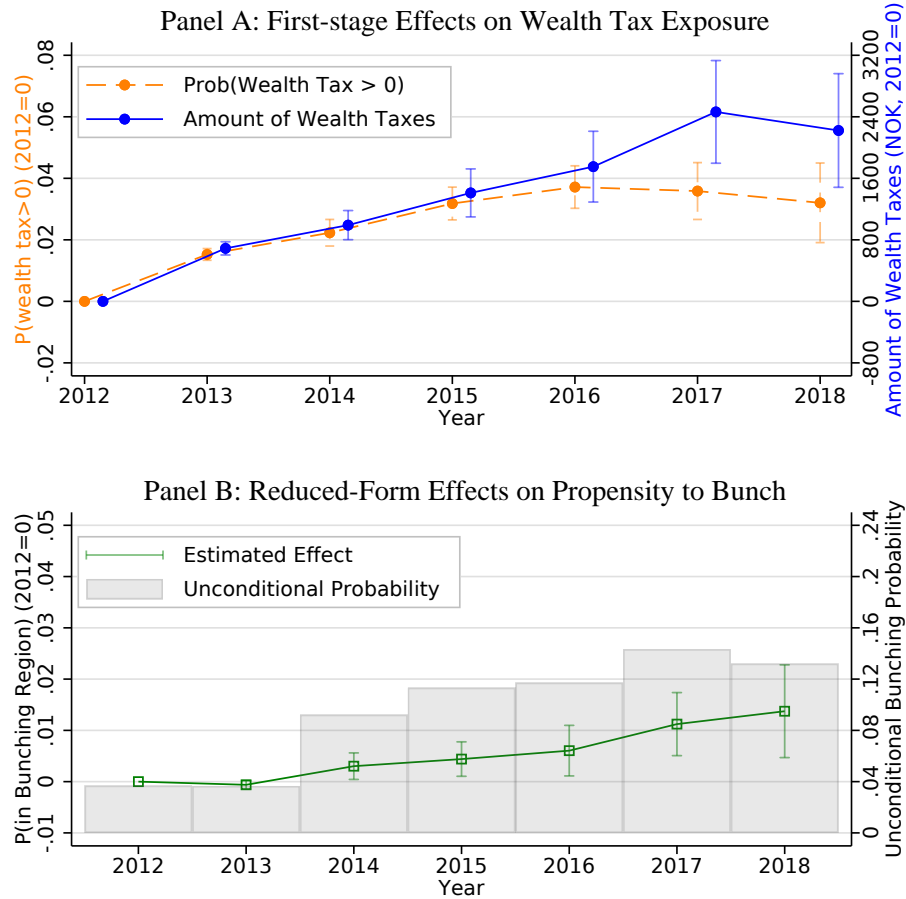 Panel A: First-stage Effects on Wealth Tax Exposure
P(wealth tax>0) (2012=0)
.08
.06
.04
.02
0
-.02
Prob(Wealth Tax > 0)
Amount of Wealth Taxes
3200
2400
1600
800
0
-800
Amount of Wealth Taxes (NOK, 2012=0)
2012 2013 2014 2015 2016 2017 2018
Year
Panel B: Reduced-Form Effects on Propensity to Bunch
P(in Bunching Region) (2012=0)
.05
.04
.03
.02
.01
0
-.01
Estimated Effect
Unconditional Probability
.24
.2
.16
.12
.08
.04
0
Unconditional Bunching Probability
2012 2013 2014 2015 2016 2017 2018
Year